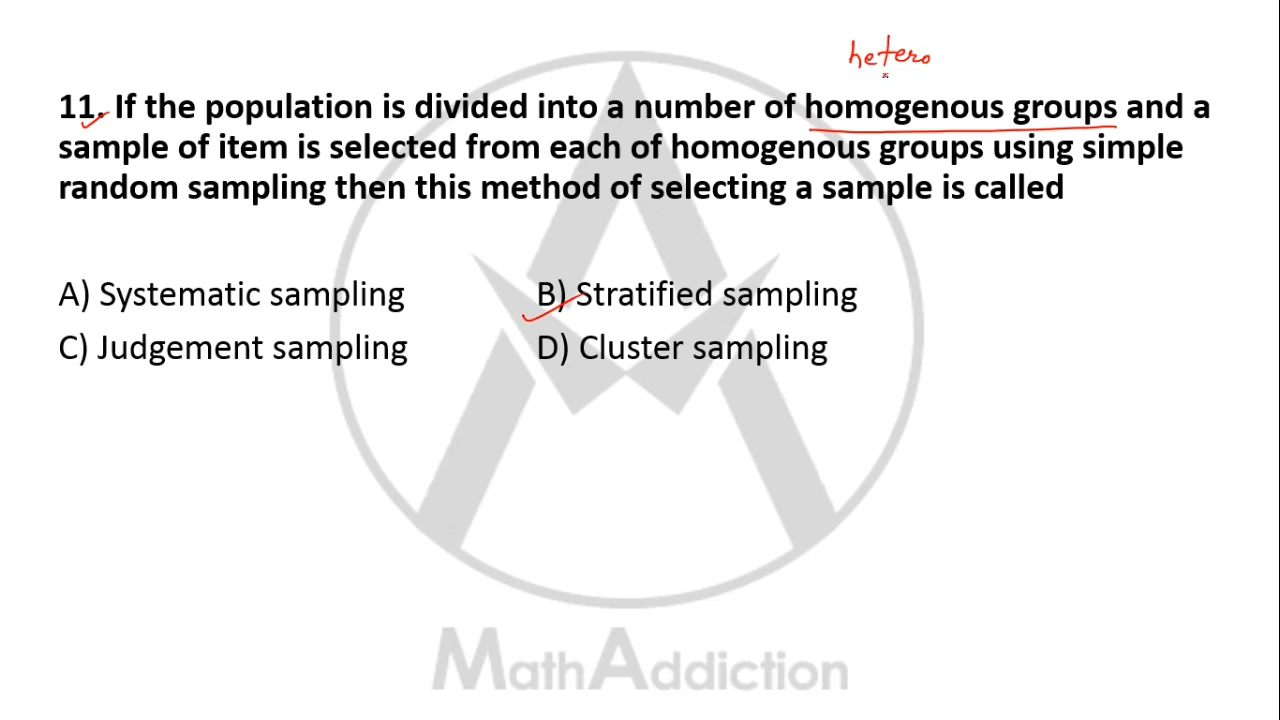 hetero
11. If the population is divided into a number of homogenous groups and a
sample of item is selected from each of homogenous groups using simple
random sampling then this method of selecting a sample is called
A) Systematic sampling B) Stratified sampling
C) Judgement sampling D) Cluster sampling
MathAddiction